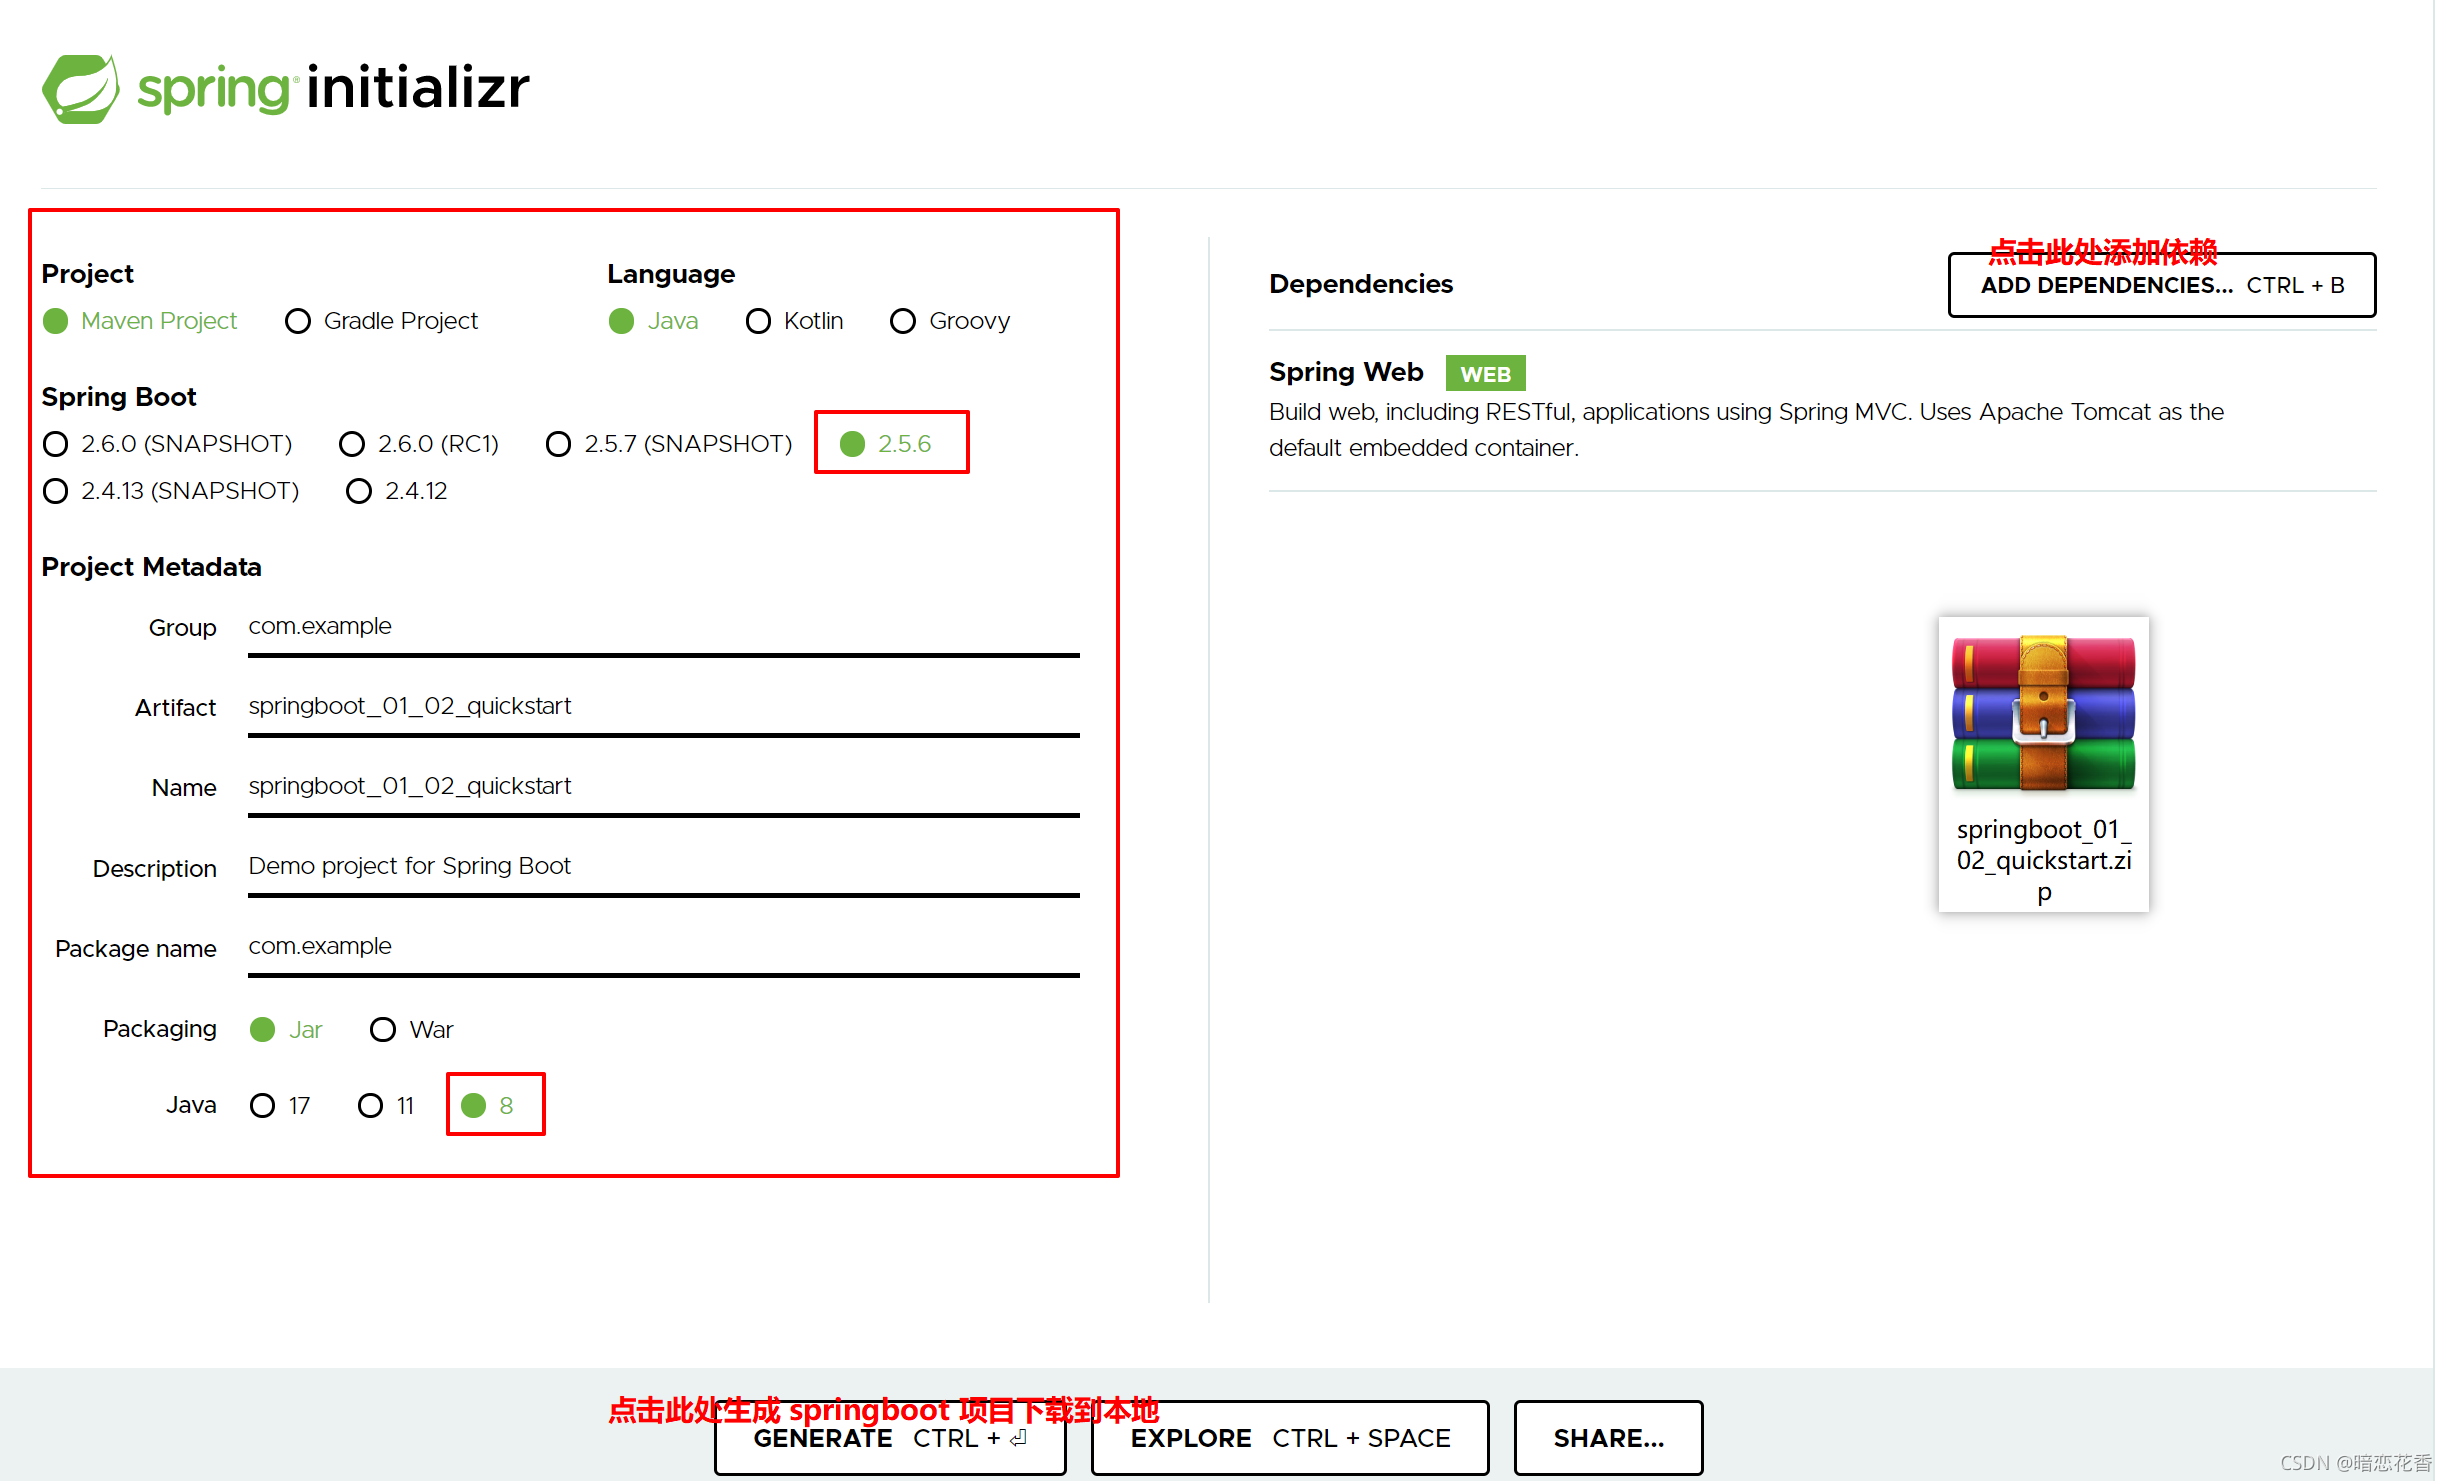 spring® initializr
Project
Maven Project Gradle Project
Language
Java Kotlin Groovy
Spring Boot
2.6.0 (SNAPSHOT) 2.6.0 (RC1) 2.5.7 (SNAPSHOT) 2.5.6
2.4.13 (SNAPSHOT) 2.4.12
Project Metadata
Group com.example
Artifact springboot_01_02_quickstart
Name springboot_01_02_quickstart
Description Demo project for Spring Boot
Package name com.example
Packaging Jar War
Java 17 11 8
点击此处添加依赖
Dependencies ADD DEPENDENCIES... CTRL + B
Spring Web WEB
Build web, including RESTful, applications using Spring MVC. Uses Apache Tomcat as the
default embedded container.
springboot_01_
02_quickstart.zi
p
点击此处生成 springboot 项目下载到本地
GENERATE CTRL + ⏎ EXPLORE CTRL + SPACE SHARE...
CSDN @暗恋花香